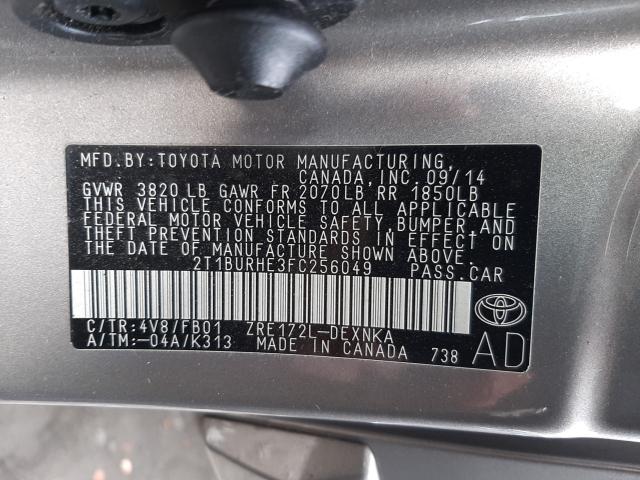 MFD.BY:TOYOTA MOTOR MANUFACTURING,
CANADA, INC. 09/14
GVWR 3820 LB GAWR FR 2070LB RR 1850LB
THIS VEHICLE CONFORMS TO ALL APPLICABLE
FEDERAL MOTOR VEHICLE SAFETY, BUMPER, AND
THEFT PREVENTION STANDARDS IN EFFECT ON
THE DATE OF MANUFACTURE SHOWN ABOVE.
2T1BURHE3FC256049 PASS.CAR
C/TR:4V8/FB01 ZRE172L-DEXNKA
A/TM:-04A/K313 MADE IN CANADA 738 AD